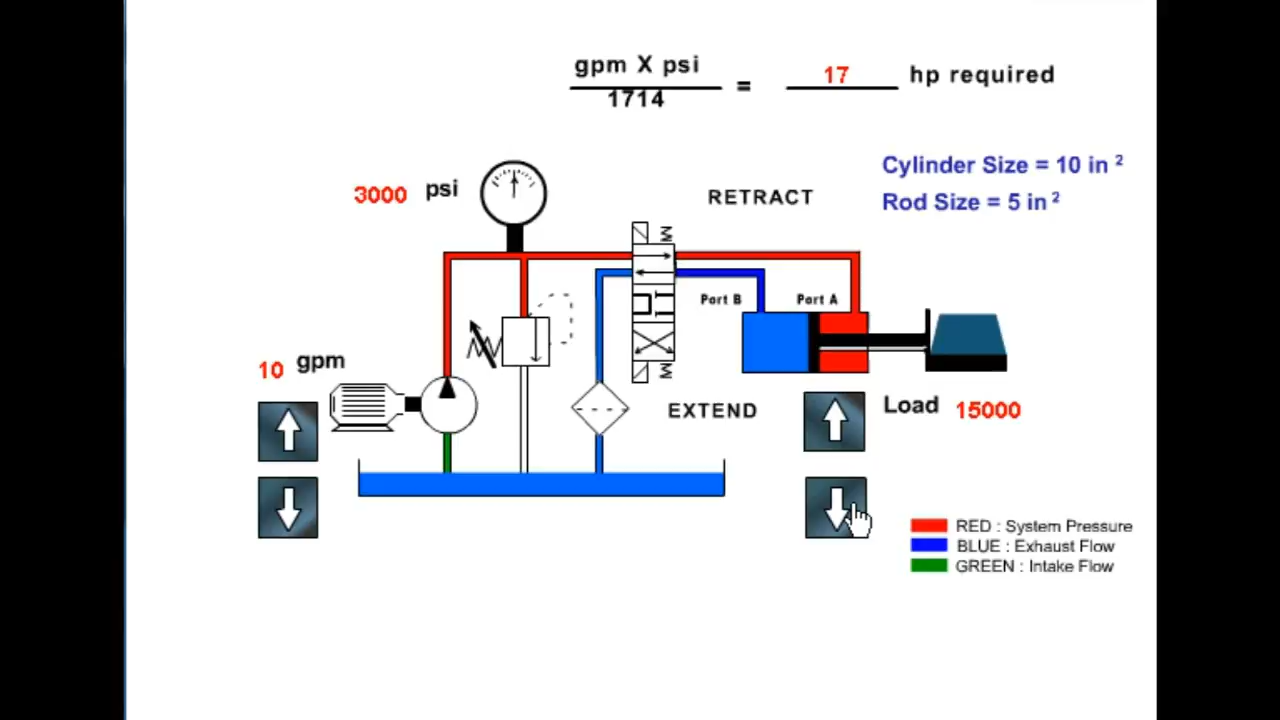 gpm X psi
1714
=
17
hp required
Cylinder Size = 10 in 2
Rod Size = 5 in 2
3000 psi
RETRACT
Port B
Port A
10 gpm
EXTEND
Load 15000
RED : System Pressure
BLUE : Exhaust Flow
GREEN : Intake Flow